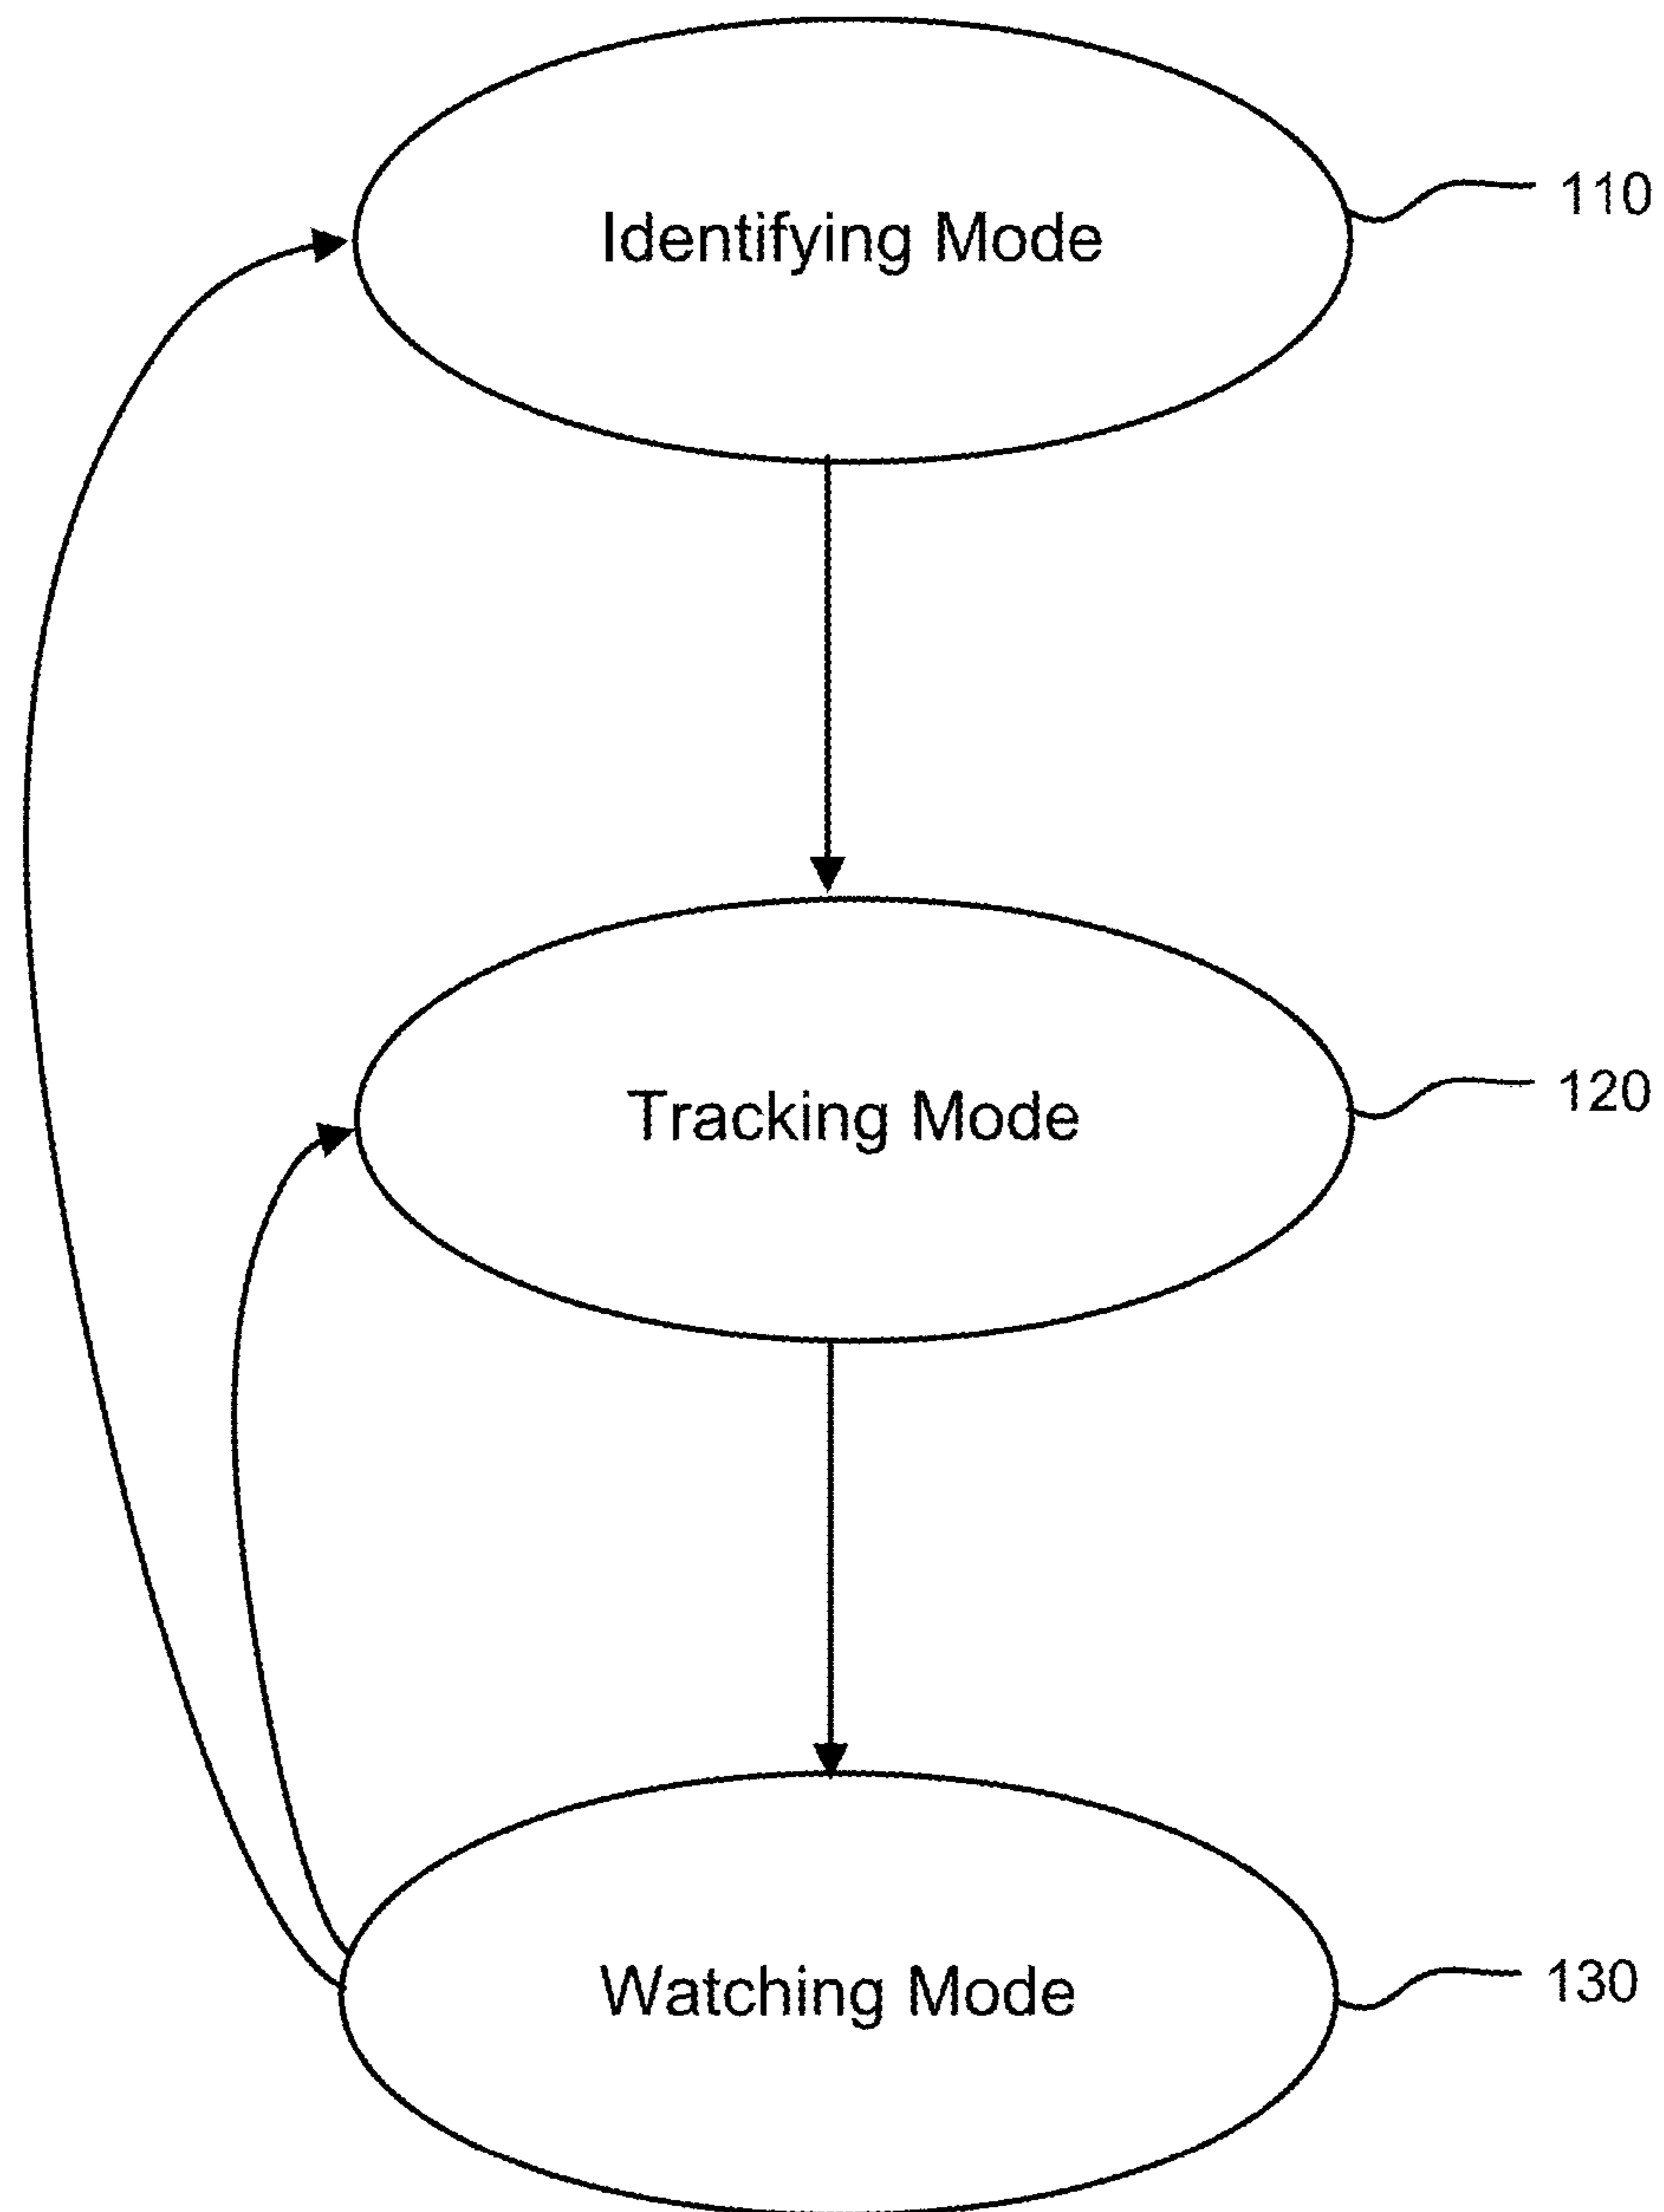 Identifying Mode
110
Tracking Mode
120
Watching Mode
130